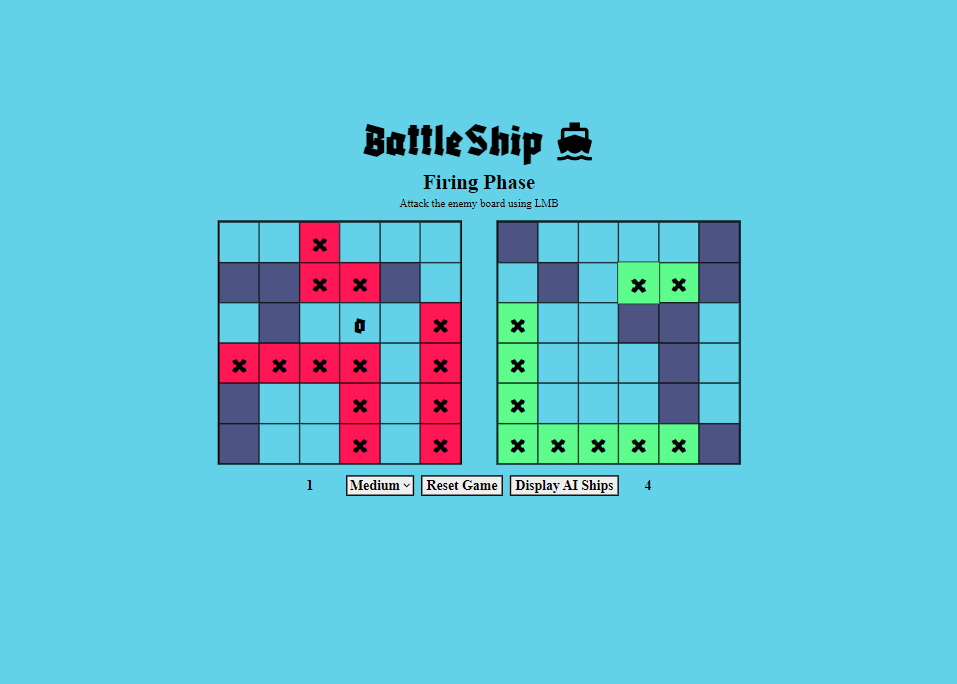 BattleShip
Firing Phase
Attack the enemy board using LMB
x
x x
o x
x x x x x
x x
x x
x x
x
x
x
x x x x x
1 Medium Reset Game Display AI Ships 4